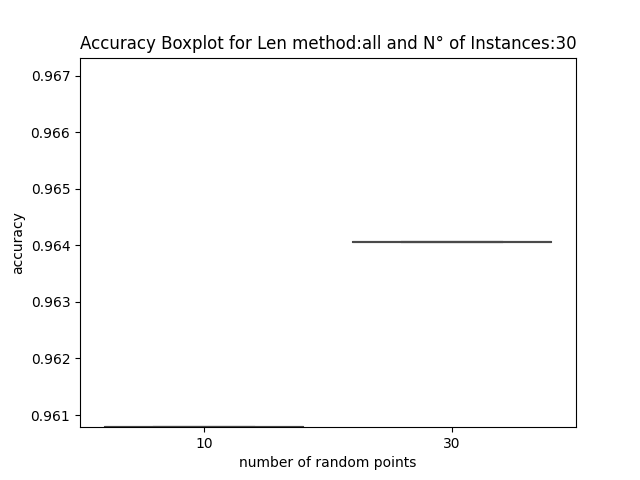 Accuracy Boxplot for Len method:all and N° of Instances:30
0.967
0.966
0.965
0.964
0.963
0.962
0.961
accuracy
10 30
number of random points